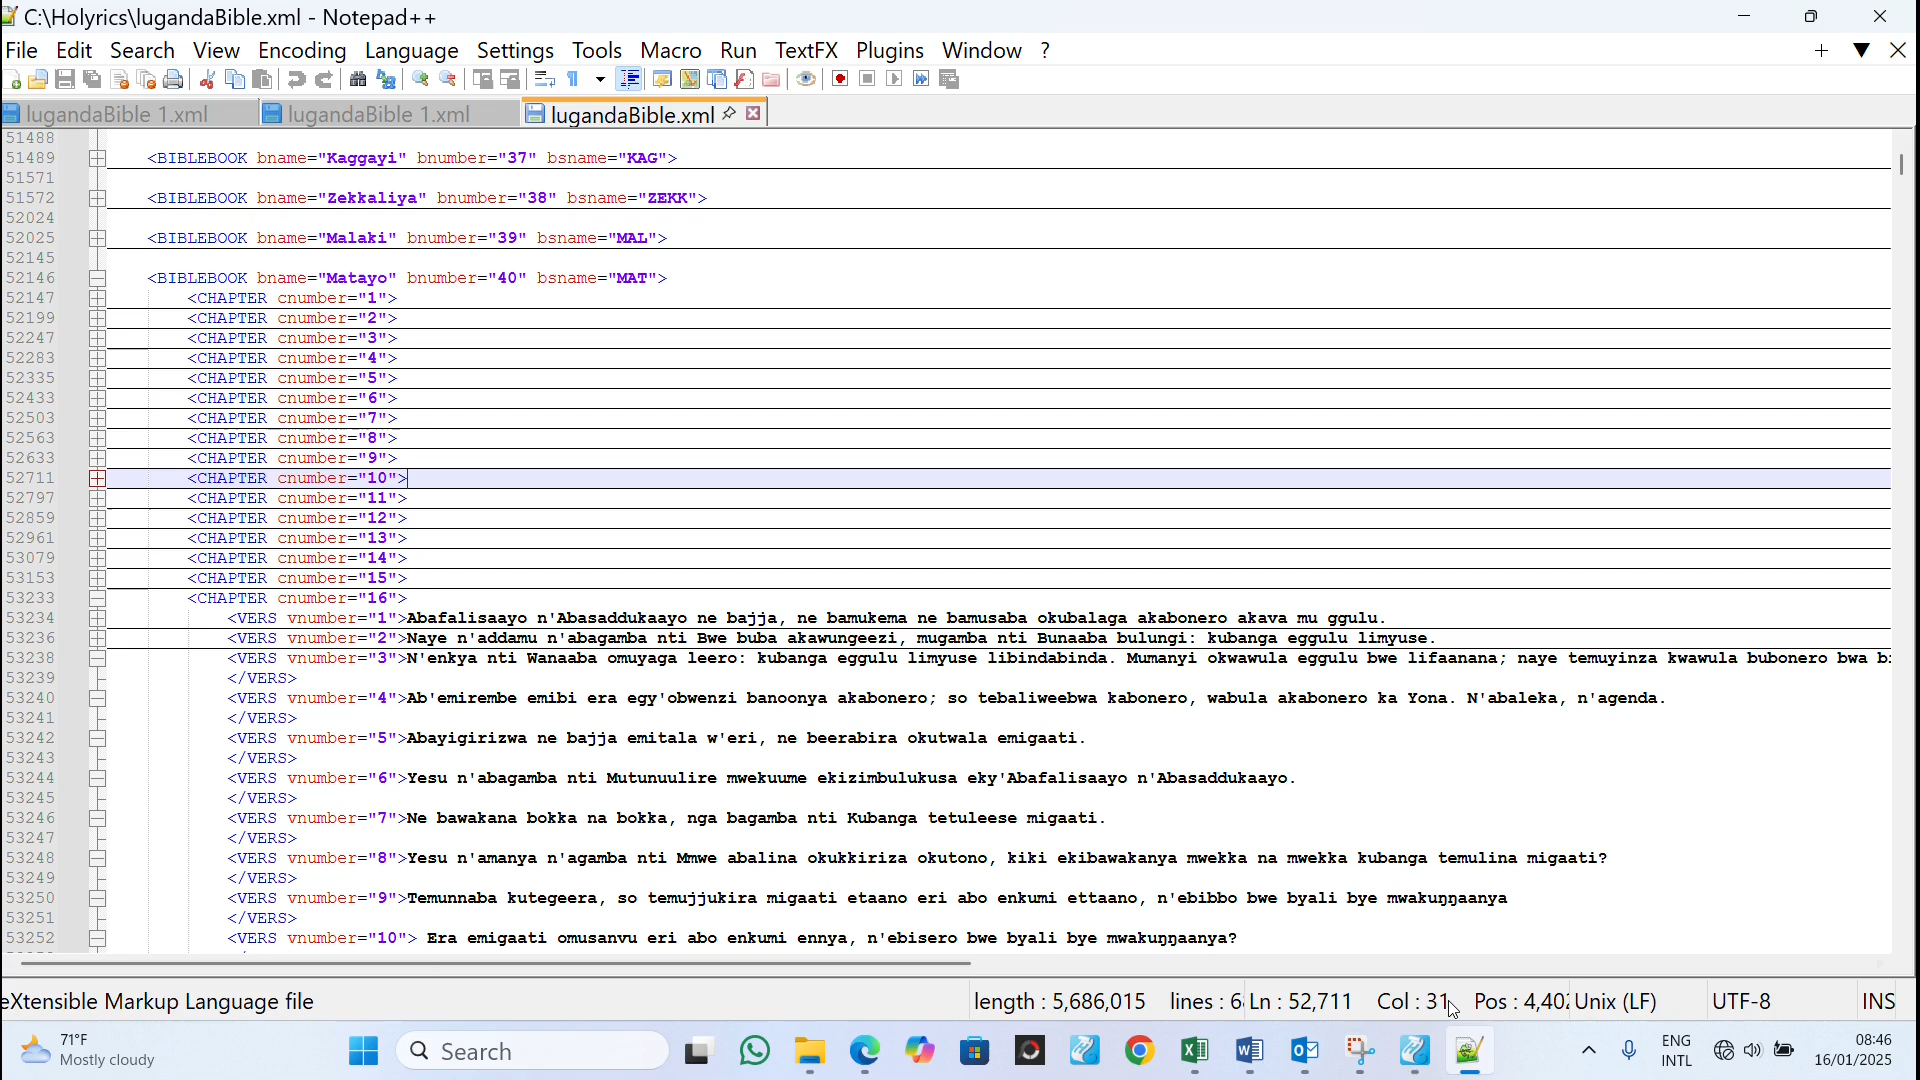 C:\Holyrics\lugandaBible.xml - Notepad++
File Edit Search View Encoding Language Settings Tools Macro Run TextFX Plugins Window ?
lugandaBible 1.xml lugandaBible 1.xml lugandaBible.xml
51488
51489 <BIBLEBOOK bname="Kaggayi" bnumber="37" bsname="KAG">
51571
51572 <BIBLEBOOK bname="Zekkaliya" bnumber="38" bsname="ZEKK">
52024
52025 <BIBLEBOOK bname="Malaki" bnumber="39" bsname="MAL">
52145
52146 <BIBLEBOOK bname="Matayo" bnumber="40" bsname="MAT">
52147 <CHAPTER cnumber="1">
52199 <CHAPTER cnumber="2">
52247 <CHAPTER cnumber="3">
52283 <CHAPTER cnumber="4">
52335 <CHAPTER cnumber="5">
52433 <CHAPTER cnumber="6">
52503 <CHAPTER cnumber="7">
52563 <CHAPTER cnumber="8">
52633 <CHAPTER cnumber="9">
52711 <CHAPTER cnumber="10">
52797 <CHAPTER cnumber="11">
52859 <CHAPTER cnumber="12">
52961 <CHAPTER cnumber="13">
53079 <CHAPTER cnumber="14">
53153 <CHAPTER cnumber="15">
53233 <CHAPTER cnumber="16">
53234 <VERS vnumber="1">Abafalisaayo n'Abasaddukaayo ne bajja, ne bamukema ne bamusaba okubalaga akabonero akava mu ggulu.
53236 <VERS vnumber="2">Naye n'addamu n'abagamba nti Bwe buba akawungeezi, mugamba nti Bunaaba bulungi: kubanga eggulu limyuse.
53238 <VERS vnumber="3">N'enkya nti Wanaaba omuyaga leero: kubanga eggulu limyuse libindabinda. Mumanyi okwawula eggulu bwe lifaanana; naye temuyinza kwawula bubonero bwa
53239 </VERS>
53240 <VERS vnumber="4">Ab'emirembe emibi era egy'obwenzi banoonya akabonero; so tebaliweebwa kabonero, wabula akabonero ka Yona. N'abaleka, n'agenda.
53241 </VERS>
53242 <VERS vnumber="5">Abayigirizwa ne bajja emitala w'eri, ne beerabira okutwala emigaati.
53243 </VERS>
53244 <VERS vnumber="6">Yesu n'abagamba nti Mutunuulire mwekuume ekizimbulukusa eky'Abafalisaayo n'Abasaddukaayo.
53245 </VERS>
53246 <VERS vnumber="7">Ne bawakana bokka na bokka, nga bagamba nti Kubanga tetuleese migaati.
53247 </VERS>
53248 <VERS vnumber="8">Yesu n'amanya n'agamba nti Mmwe abalina okukkiriza okutono, kiki ekibawakanya mwekka na mwekka kubanga temulina migaati?
53249 </VERS>
53250 <VERS vnumber="9">Temunnaba kutegeera, so temujjukira migaati etaano eri abo enkumi ettaano, n'ebibbo bwe byali bye mwakuŋŋaanya
53251 </VERS>
53252 <VERS vnumber="10"> Era emigaati omusanvu eri abo enkumi ennya, n'ebisero bwe byali bye mwakuŋŋaanya?
eXtensible Markup Language file length : 5,686,015 lines : 6 Ln : 52,711 Col : 31 Pos : 4,40 Unix (LF) UTF-8 INS
71°F
Mostly cloudy
Search
ENG
INTL
08:46
16/01/2025